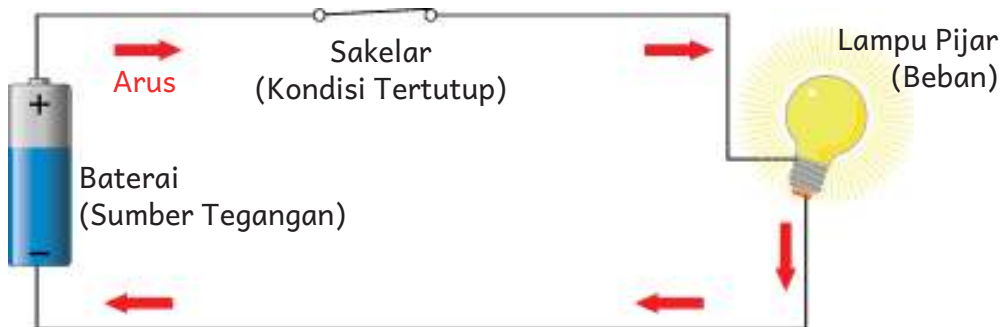 Arus
Sakelar
(Kondisi Tertutup)
Lampu Pijar
(Beban)
+
Baterai
(Sumber Tegangan)
−